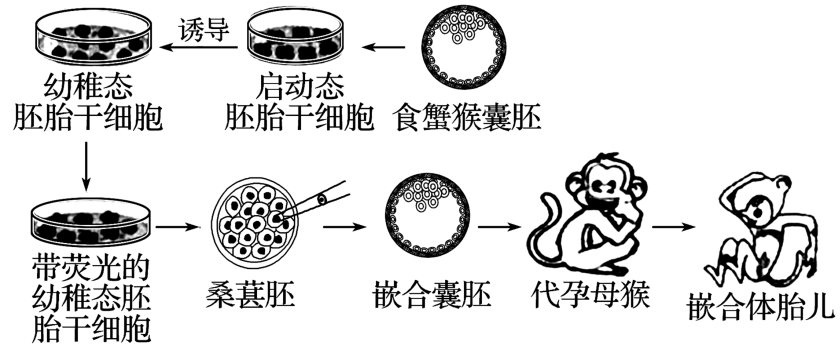 诱导
幼稚态
胚胎干细胞
启动态
胚胎干细胞
食蟹猴囊胚
带荧光的
幼稚态胚
胎干细胞
桑葚胚
嵌合囊胚
代孕母猴
嵌合体胎儿